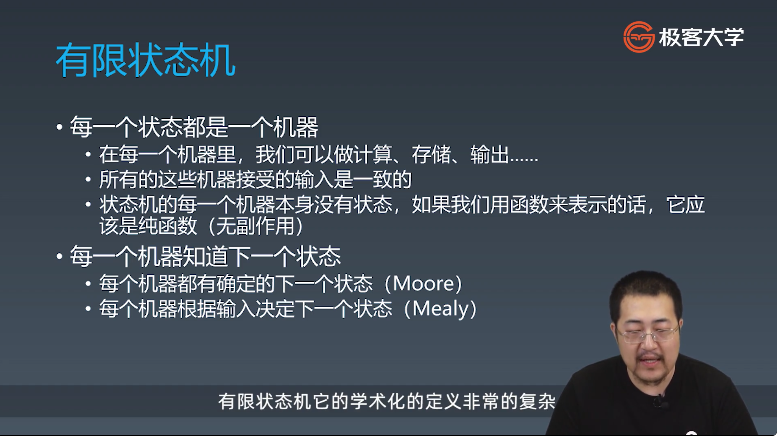 极客大学
有限状态机
• 每一个状态都是一个机器
• 在每一个机器里，我们可以做计算、存储、输出……
• 所有的这些机器接受的输入是一致的
• 状态机的每一个机器本身没有状态，如果我们用函数来表示的话，它应
该是纯函数（无副作用）
• 每一个机器知道下一个状态
• 每个机器都有确定的下一个状态（Moore）
• 每个机器根据输入决定下一个状态（Mealy）
有限状态机它的学术化的定义非常的复杂